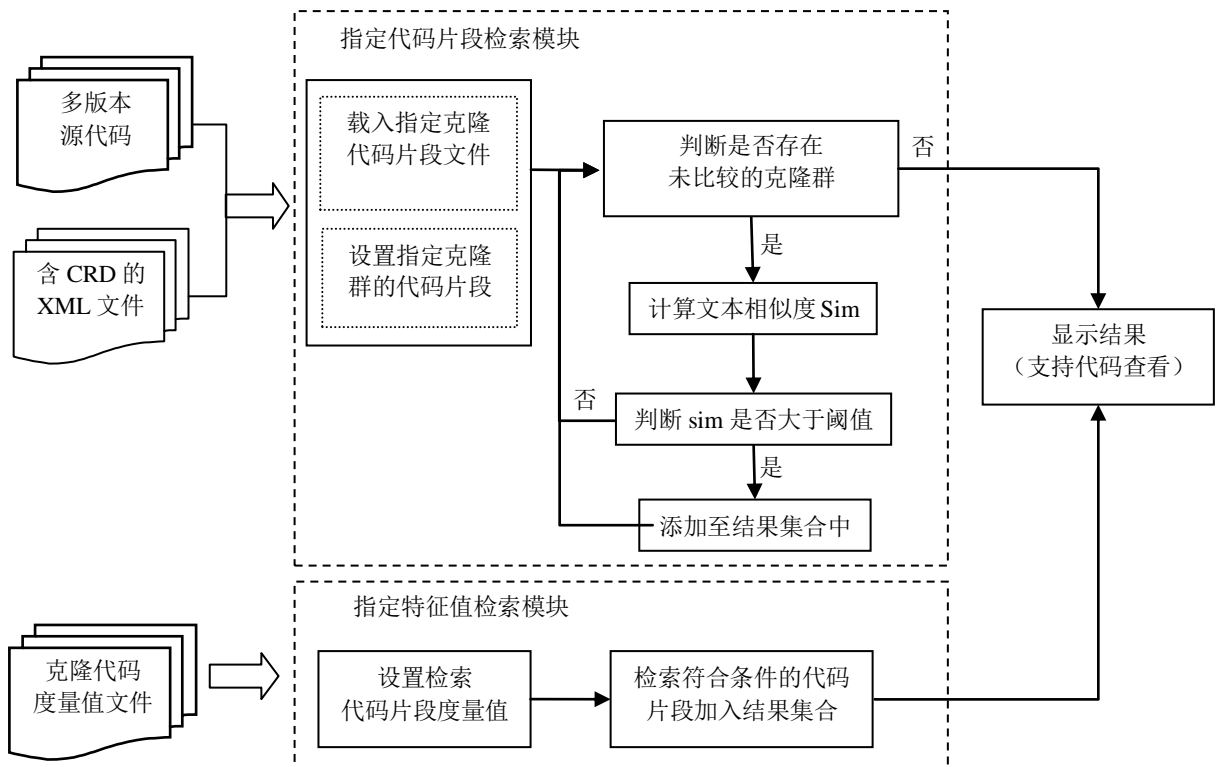 指定代码片段检索模块
多版本
源代码
含 CRD 的
XML 文件
载入指定克隆
代码片段文件
设置指定克隆
群的代码片段
判断是否存在
未比较的克隆群
否
是
计算文本相似度 Sim
否
判断 sim 是否大于阈值
是
添加至结果集合中
显示结果
（支持代码查看）
指定特征值检索模块
克隆代码
度量值文件
设置检索
代码片段度量值
检索符合条件的代码
片段加入结果集合